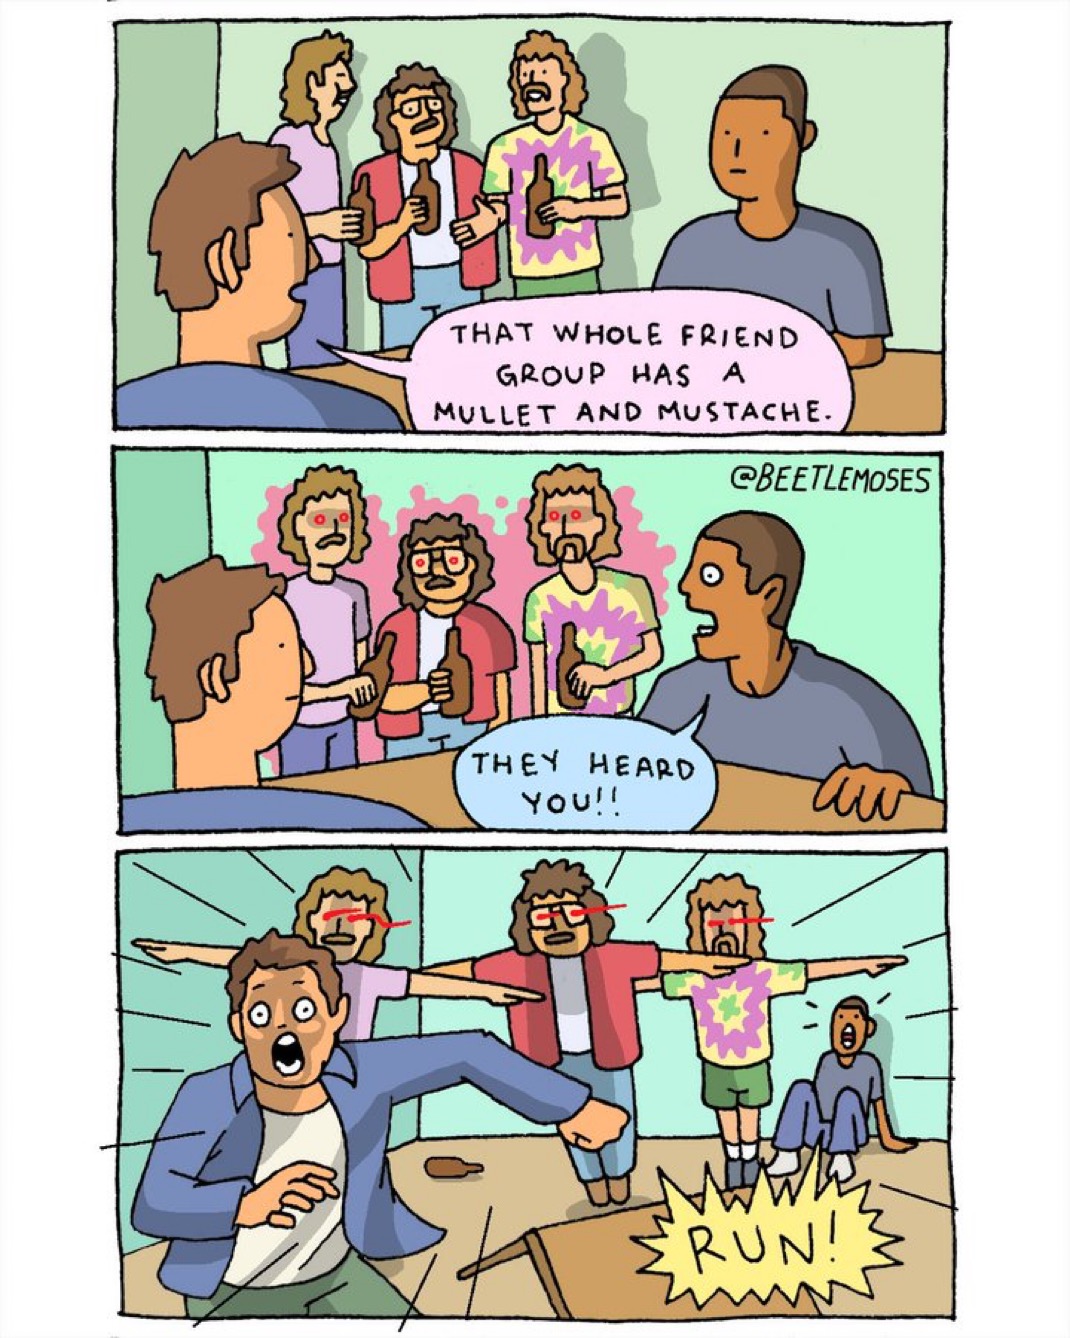 THAT WHOLE FRIEND
GROUP HAS A
MULLET AND MUSTACHE.
@BEETLEMOSES
THEY HEARD
YOU!!
RUN!